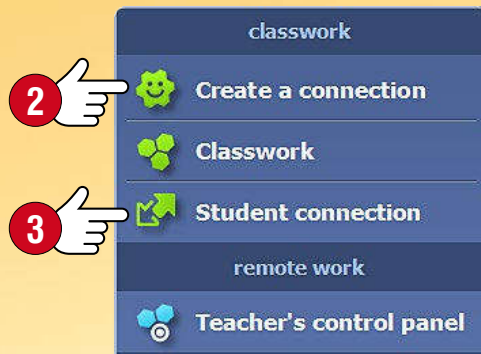 classwork
2 Create a connection
Classwork
3 Student connection
remote work
Teacher's control panel